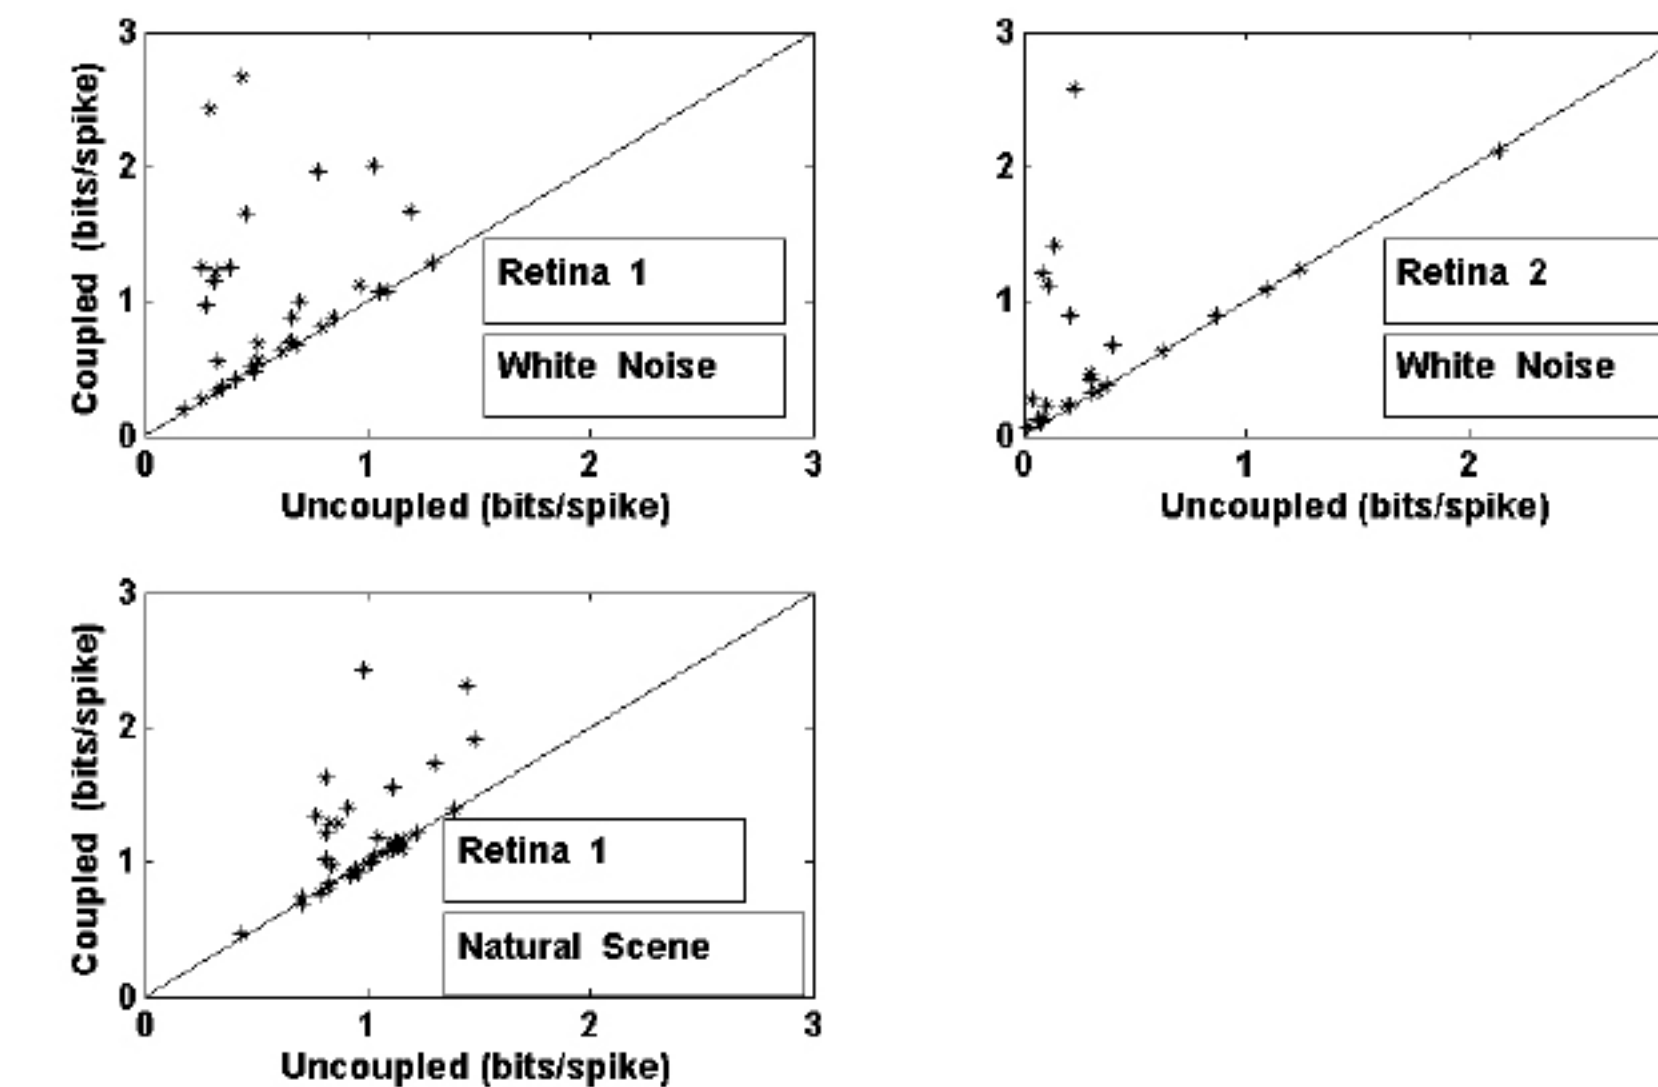 3
2
1
0
Coupled (bits/spike)
Retina 1
White Noise
0 1 2 3
Uncoupled (bits/spike)
3
2
1
0
Retina 2
White Noise
0 1 2
Uncoupled (bits/spike)
3
2
1
0
Coupled (bits/spike)
Retina 1
Natural Scene
0 1 2 3
Uncoupled (bits/spike)